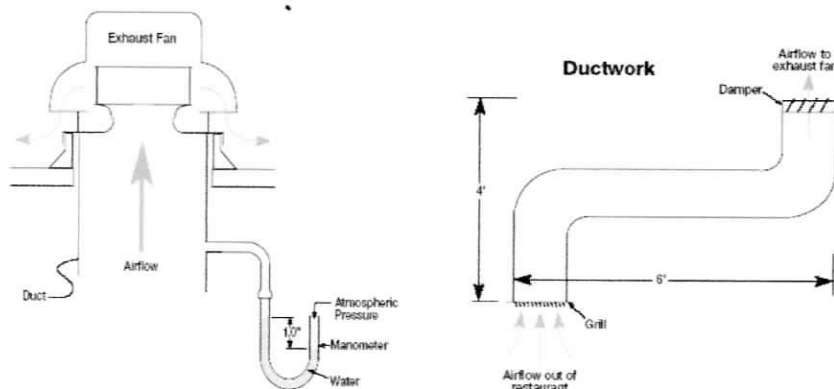 Exhaust Fan
Airflow
Duct
1.0"
Atmospheric
Pressure
Manometer
Water
Ductwork
Airflow to
exhaust fan
Damper
4'
6'
Grill
Airflow out of
restaurant